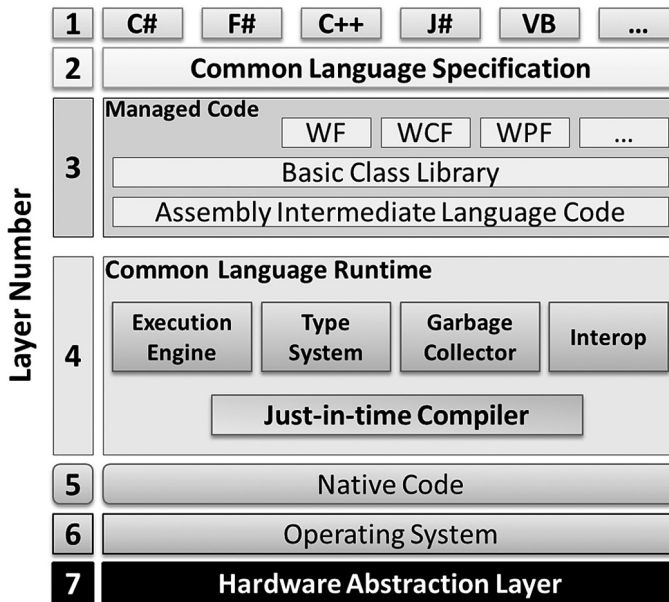 1 C# F# C++ J# VB ...
2 Common Language Specification
3 Managed Code
WF WCF WPF ...
Basic Class Library
Assembly Intermediate Language Code
Layer Number
4 Common Language Runtime
Execution Engine
Type System
Garbage Collector
Interop
Just-in-time Compiler
5 Native Code
6 Operating System
7 Hardware Abstraction Layer